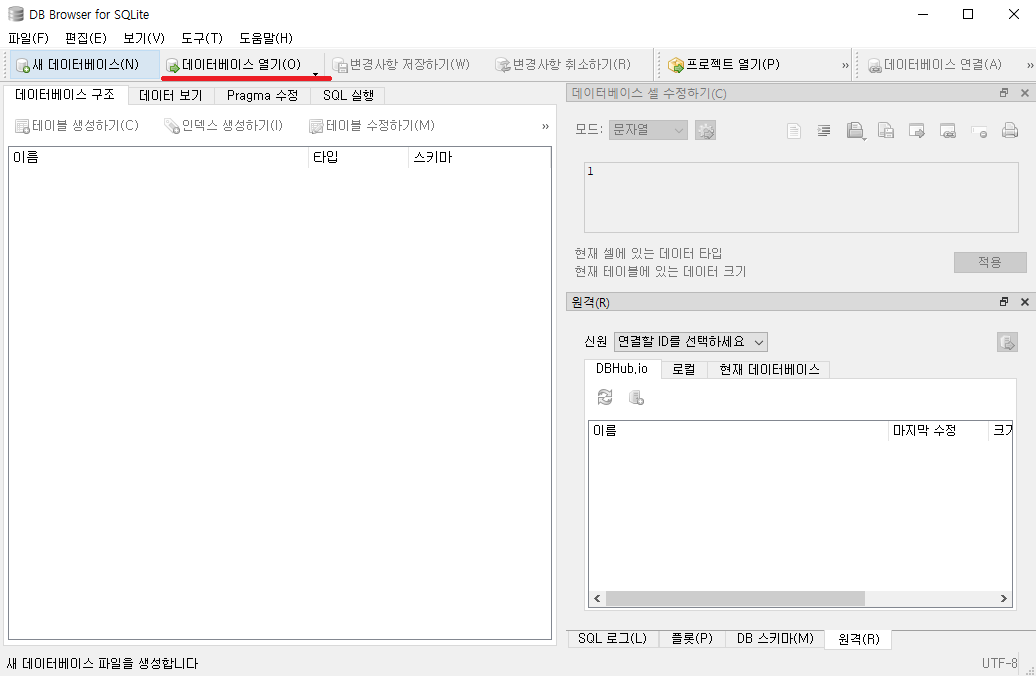 DB Browser for SQLite
파일(F) 편집(E) 보기(V) 도구(T) 도움말(H)
새 데이터베이스(N) 데이터베이스 열기(O) 변경사항 저장하기(W) 변경사항 취소하기(R) 프로젝트 열기(P) » 데이터베이스 연결(A) »
데이터베이스 구조 데이터 보기 Pragma 수정 SQL 실행
테이블 생성하기(C) 인덱스 생성하기(I) 테이블 수정하기(M) »
이름 타입 스키마
데이터베이스 셀 수정하기(C)
모드: 문자열
1
현재 셀에 있는 데이터 타입
현재 테이블에 있는 데이터 크기
적용
원격(R)
신원 연결할 ID를 선택하세요
DBHub.io 로컬 현재 데이터베이스
이름 마지막 수정 크기
SQL 로그(L) 플롯(P) DB 스키마(M) 원격(R)
새 데이터베이스 파일을 생성합니다
UTF-8